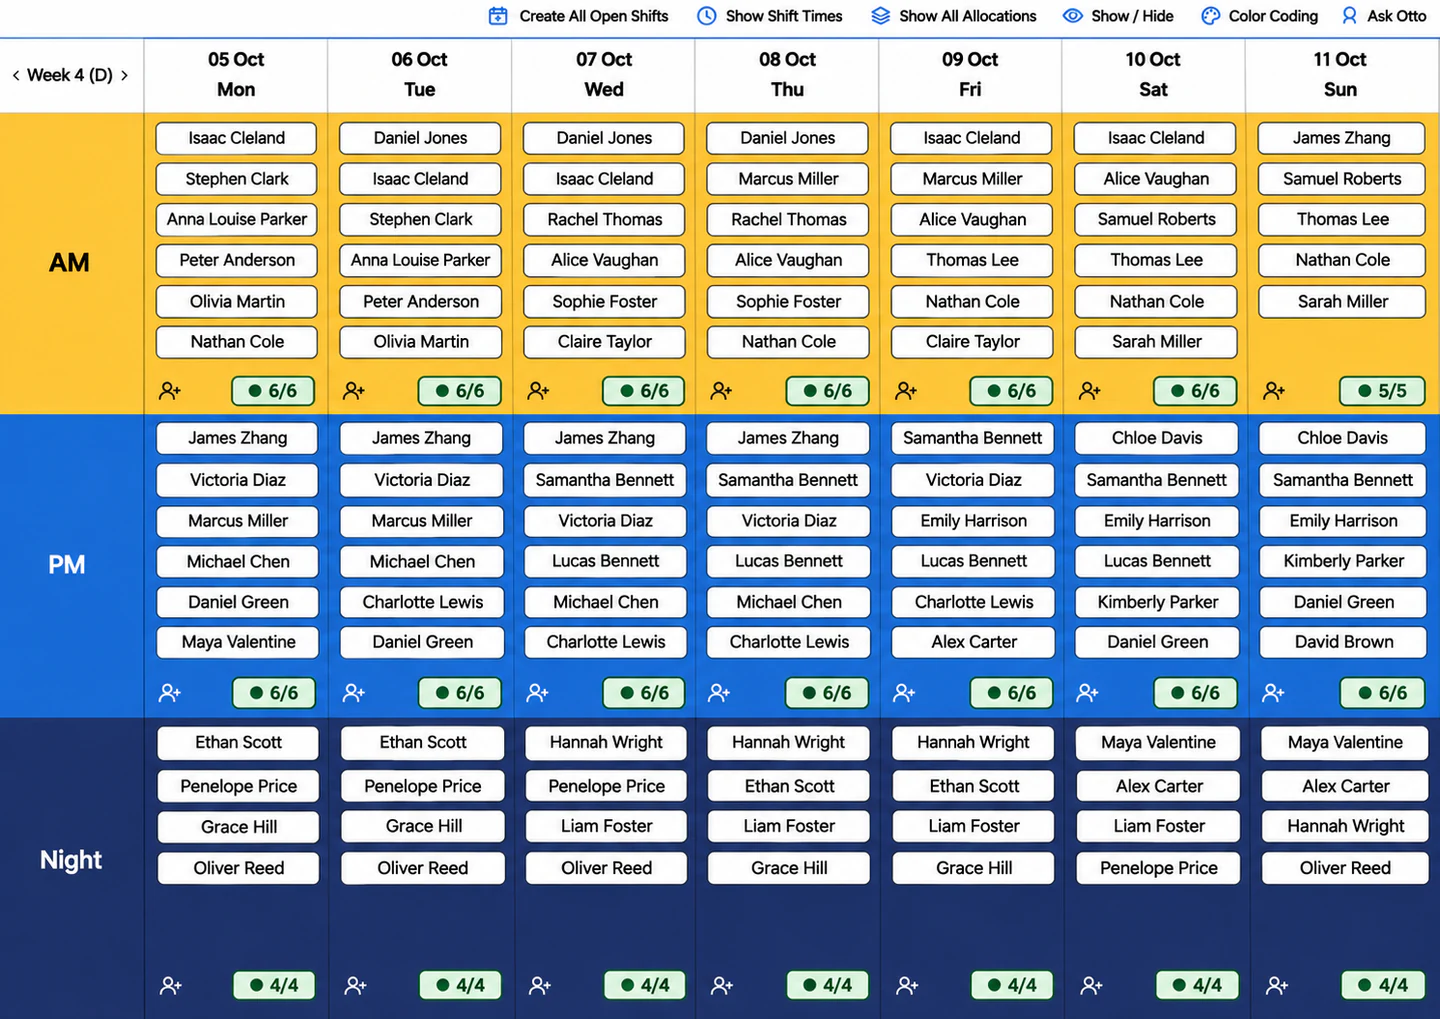 Create All Open Shifts Show Shift Times Show All Allocations Show / Hide Color Coding Ask Otto
< Week 4 (D) > 05 Oct 06 Oct 07 Oct 08 Oct 09 Oct 10 Oct 11 Oct
Mon Tue Wed Thu Fri Sat Sun
AM
Isaac Cleland Daniel Jones Daniel Jones Daniel Jones Isaac Cleland Isaac Cleland James Zhang
Stephen Clark Isaac Cleland Isaac Cleland Marcus Miller Marcus Miller Alice Vaughan Samuel Roberts
Anna Louise Parker Stephen Clark Rachel Thomas Rachel Thomas Alice Vaughan Samuel Roberts Thomas Lee
Peter Anderson Anna Louise Parker Alice Vaughan Alice Vaughan Thomas Lee Thomas Lee Nathan Cole
Olivia Martin Peter Anderson Sophie Foster Sophie Foster Nathan Cole Nathan Cole Sarah Miller
Nathan Cole Olivia Martin Claire Taylor Nathan Cole Claire Taylor Sarah Miller
6/6 6/6 6/6 6/6 6/6 6/6 5/5
PM
James Zhang James Zhang James Zhang James Zhang Samantha Bennett Chloe Davis Chloe Davis
Victoria Diaz Victoria Diaz Samantha Bennett Samantha Bennett Victoria Diaz Samantha Bennett Samantha Bennett
Marcus Miller Marcus Miller Victoria Diaz Victoria Diaz Emily Harrison Emily Harrison Emily Harrison
Michael Chen Michael Chen Lucas Bennett Lucas Bennett Lucas Bennett Lucas Bennett Kimberly Parker
Daniel Green Charlotte Lewis Michael Chen Michael Chen Charlotte Lewis Kimberly Parker Daniel Green
Maya Valentine Daniel Green Charlotte Lewis Charlotte Lewis Alex Carter Daniel Green David Brown
6/6 6/6 6/6 6/6 6/6 6/6 6/6
Night
Ethan Scott Ethan Scott Hannah Wright Hannah Wright Hannah Wright Maya Valentine Maya Valentine
Penelope Price Penelope Price Penelope Price Ethan Scott Ethan Scott Alex Carter Alex Carter
Grace Hill Grace Hill Liam Foster Liam Foster Liam Foster Liam Foster Hannah Wright
Oliver Reed Oliver Reed Oliver Reed Grace Hill Grace Hill Penelope Price Oliver Reed
4/4 4/4 4/4 4/4 4/4 4/4 4/4